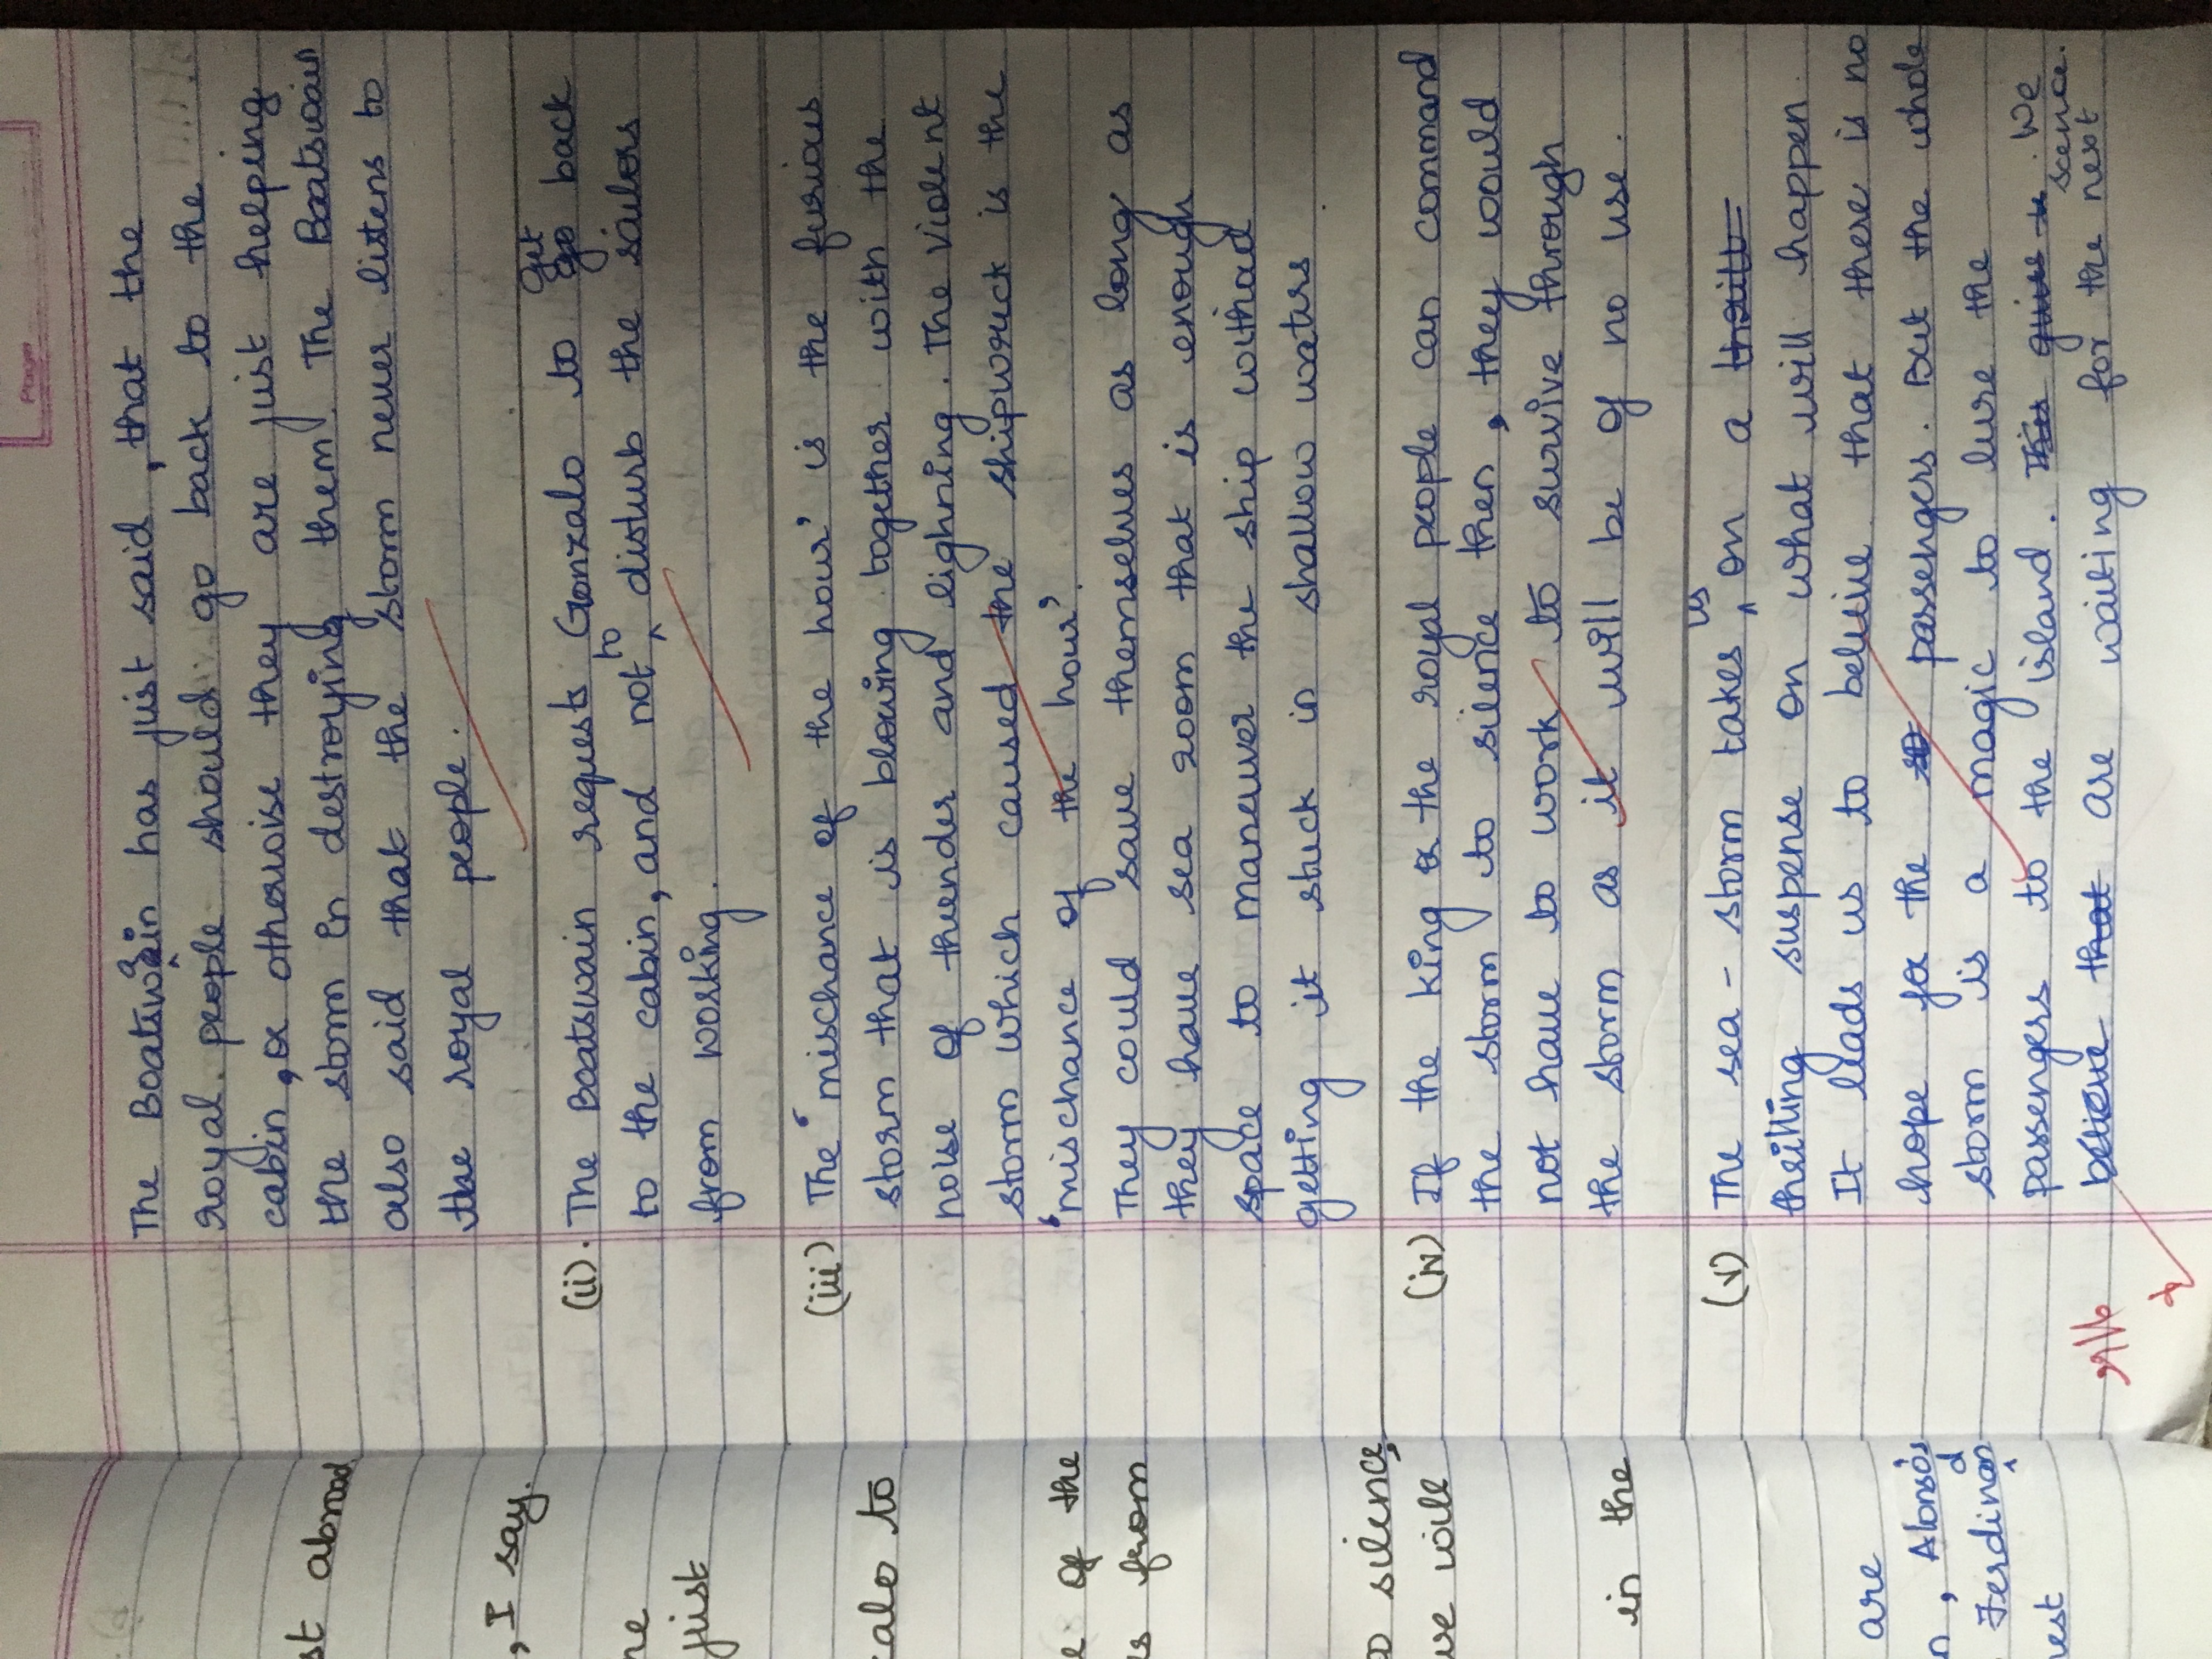 Page
st abroad
, I say.
ne
just
zalo to
e of the
s from
o silence,
we will
in the
are
n, Alonso's
Ferdinand
rest
The Boatswain has just said, that the
royal people should go back to the
cabin, or otherwise they are just helping
the storm in destroying them. The Boatswain
also said that the storm never listens to
the royal people.
(ii). The Boatswain requests Gonzalo to get back
to the cabin, and not to disturb the sailors
from working.
(iii) The 'mischance of the hour' is the furious
storm that is blowing together with the
noise of thunder and lighning. The violent
storm which caused the shipwreck is the
'mischance of the hour'.
They could save themselves as long as
they have sea room that is enough
space to maneuver the ship without
getting it stuck in shallow waters
(iv) If the king or the royal people can command
the storm to silence then, they would
not have to work to survive through
the storm as it will be of no use.
(v) The sea-storm takes us on a
thrilling suspense on what will happen.
It leads us to believe that there is no
hope for the passengers. But the whole
storm is a magic to lure the
passengers to the island. We
are waiting for the next scence.